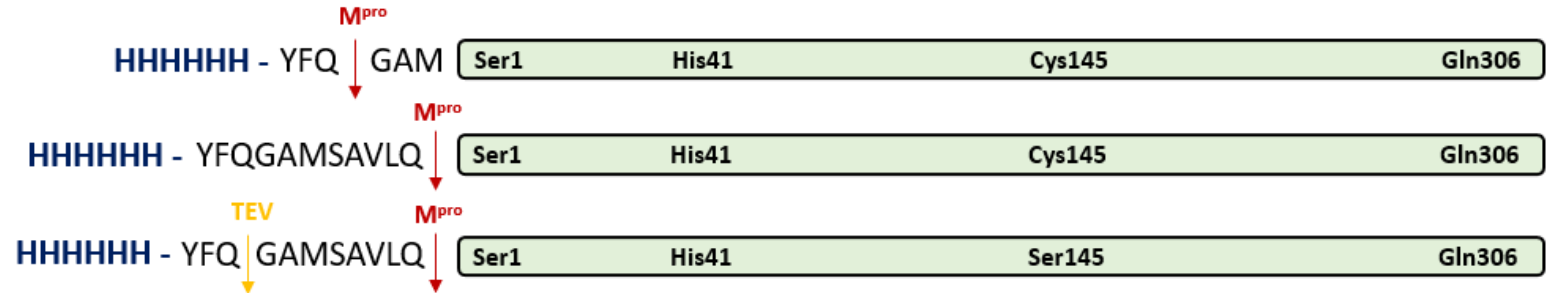 Mpro
HHHHHH - YFQ GAM Ser1 His41 Cys145 Gln306
Mpro
HHHHHH - YFQGAMSAVLQ Ser1 His41 Cys145 Gln306
TEV Mpro
HHHHHH - YFQ GAMSAVLQ Ser1 His41 Ser145 Gln306